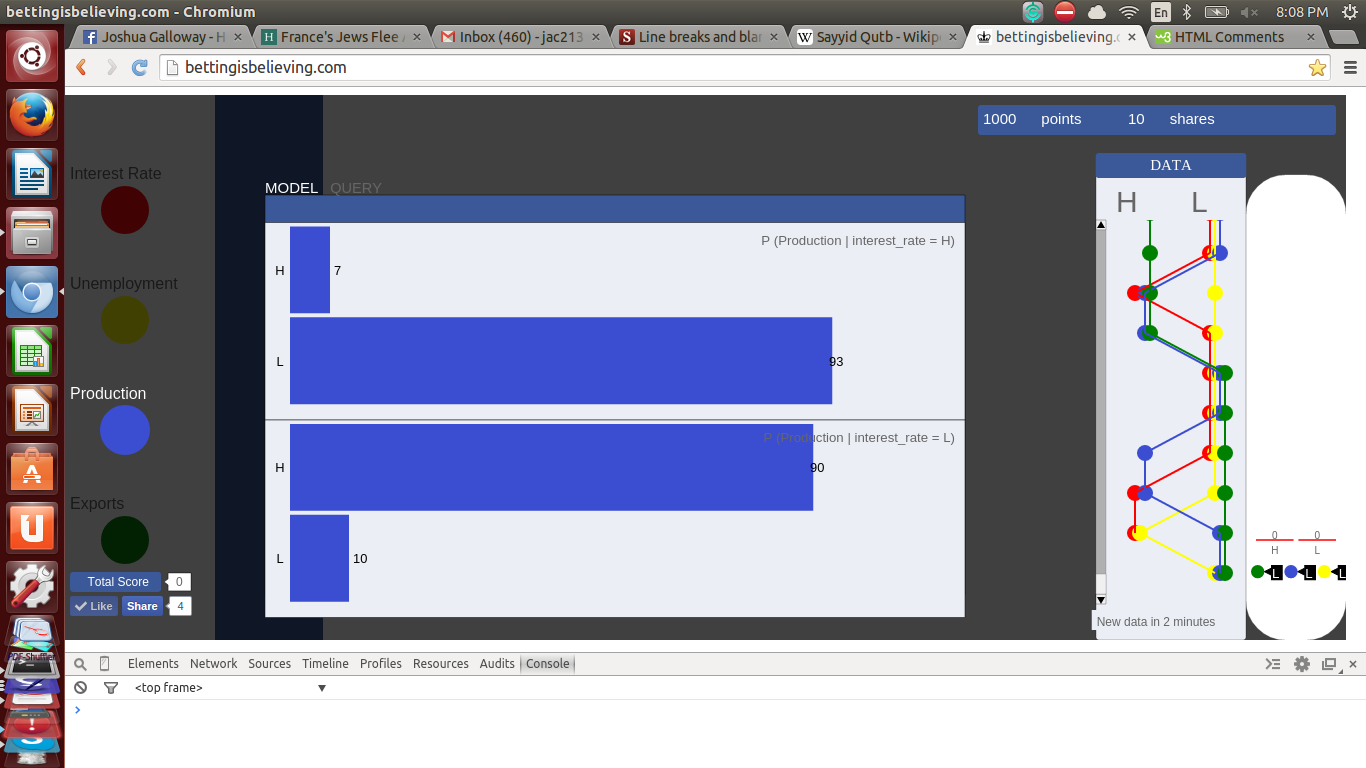 bettingisbelieving.com - Chromium
En
8:08 PM
Joshua Galloway - H
France's Jews Flee A
Inbox (460) - jac213
Line breaks and blan
Sayyid Qutb - Wikipe
bettingisbelieving.c
HTML Comments
bettingisbelieving.com
1000 points 10 shares
Interest Rate
Unemployment
Production
Exports
Total Score 0
Like Share 4
MODEL QUERY
P (Production | interest_rate = H)
H 7
L 93
P (Production | interest_rate = L)
H 90
L 10
DATA
H L
New data in 2 minutes
0 0
H L
L L L
Elements Network Sources Timeline Profiles Resources Audits Console
<top frame>